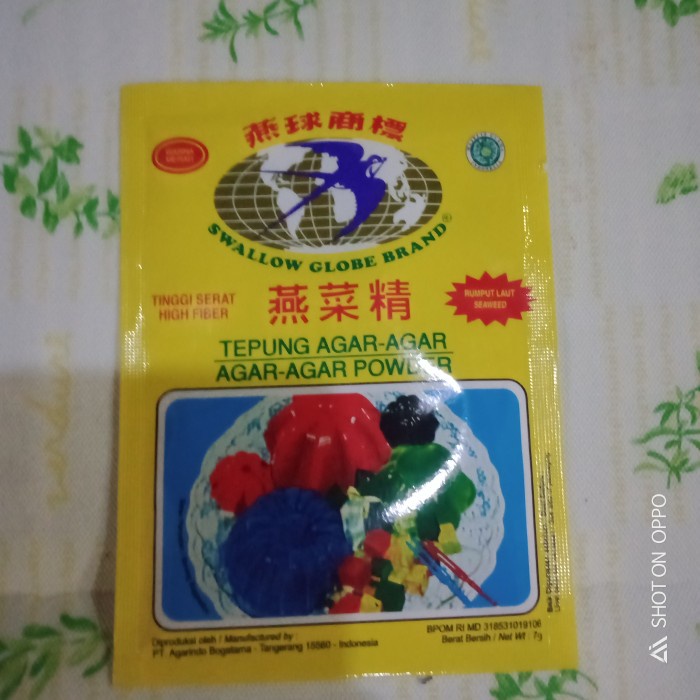 燕球商標
WARNA
MERAH
SWALLOW GLOBE BRAND®
TINGGI SERAT
HIGH FIBER
燕菜精
RUMPUT LAUT
SEAWEED
TEPUNG AGAR-AGAR
AGAR-AGAR POWDER
Diproduksi oleh / Manufactured by :
PT. Agarindo Bogatama - Tangerang 15560 - Indonesia
BPOM RI MD 318531019106
Berat Bersih / Net Wt : 7g
SHOT ON OPPO